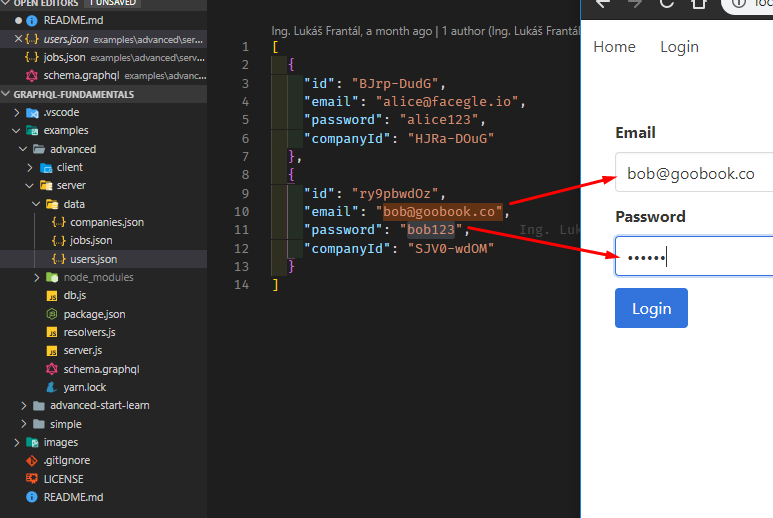 OPEN EDITORS 1 UNSAVED
README.md
users.json examples\advanced\ser...
jobs.json examples\advanced\serv...
schema.graphql examples\advanc...
GRAPHQL-FUNDAMENTALS
.vscode
examples
advanced
client
server
data
companies.json
jobs.json
users.json
node_modules
db.js
package.json
resolvers.js
server.js
schema.graphql
yarn.lock
advanced-start-learn
simple
images
.gitIgnore
LICENSE
README.md
Ing. Lukáš Frantál, a month ago | 1 author (Ing. Lukáš Frantál
1 [
2 {
3 "id": "BJrp-DudG",
4 "email": "alice@facegle.io",
5 "password": "alice123",
6 "companyId": "HJRa-DOuG"
7 },
8 {
9 "id": "ry9pbwdOz",
10 "email": "bob@goobook.co",
11 "password": "bob123", Ing. Luk
12 "companyId": "SJV0-wdOM"
13 }
14 ]
Home Login
Email
bob@goobook.co
Password
••••••
Login